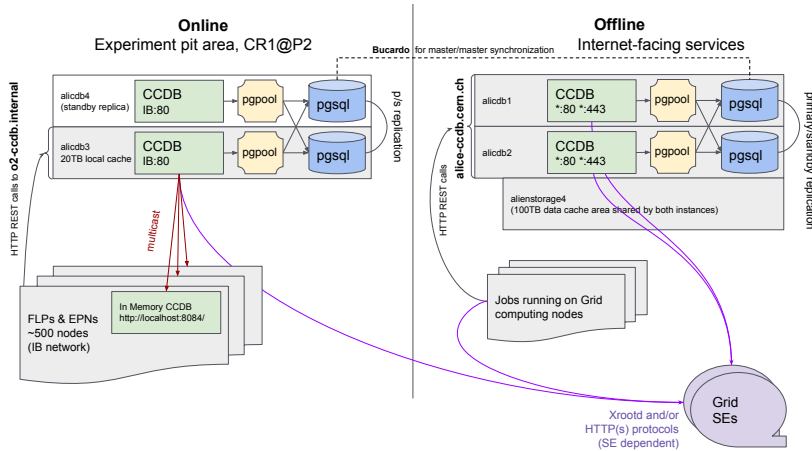 Online
Experiment pit area, CR1@P2
Offline
Internet-facing services
Bucardo for master/master synchronization
alicdb4
(standby replica)
CCDB
IB:80
pgpool
pgsql
alicdb3
20TB local cache
CCDB
IB:80
pgpool
pgsql
p/s replication
HTTP REST calls to o2-ccdb.internal
multicast
FLPs & EPNs
~500 nodes
(IB network)
In Memory CCDB
http://localhost:8084/
alice-ccdb.cern.ch
alicdb1
CCDB
*:80 *:443
pgpool
pgsql
alicdb2
CCDB
*:80 *:443
pgpool
pgsql
primary/standby replication
alienstorage4
(100TB data cache area shared by both instances)
HTTP REST calls
Jobs running on Grid
computing nodes
Grid
SEs
Xrootd and/or
HTTP(s) protocols
(SE dependent)